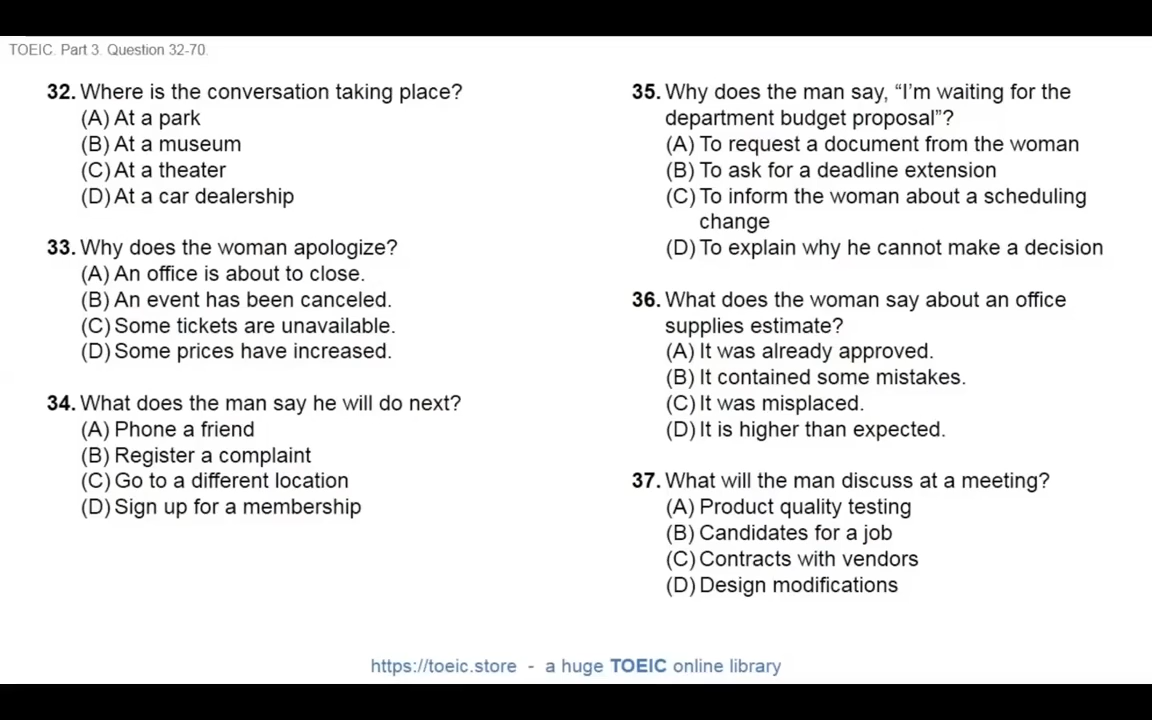 TOEIC. Part 3. Question 32-70.
32. Where is the conversation taking place?
(A) At a park
(B) At a museum
(C) At a theater
(D) At a car dealership
33. Why does the woman apologize?
(A) An office is about to close.
(B) An event has been canceled.
(C) Some tickets are unavailable.
(D) Some prices have increased.
34. What does the man say he will do next?
(A) Phone a friend
(B) Register a complaint
(C) Go to a different location
(D) Sign up for a membership
35. Why does the man say, “I’m waiting for the
department budget proposal”?
(A) To request a document from the woman
(B) To ask for a deadline extension
(C) To inform the woman about a scheduling
change
(D) To explain why he cannot make a decision
36. What does the woman say about an office
supplies estimate?
(A) It was already approved.
(B) It contained some mistakes.
(C) It was misplaced.
(D) It is higher than expected.
37. What will the man discuss at a meeting?
(A) Product quality testing
(B) Candidates for a job
(C) Contracts with vendors
(D) Design modifications
https://toeic.store - a huge TOEIC online library